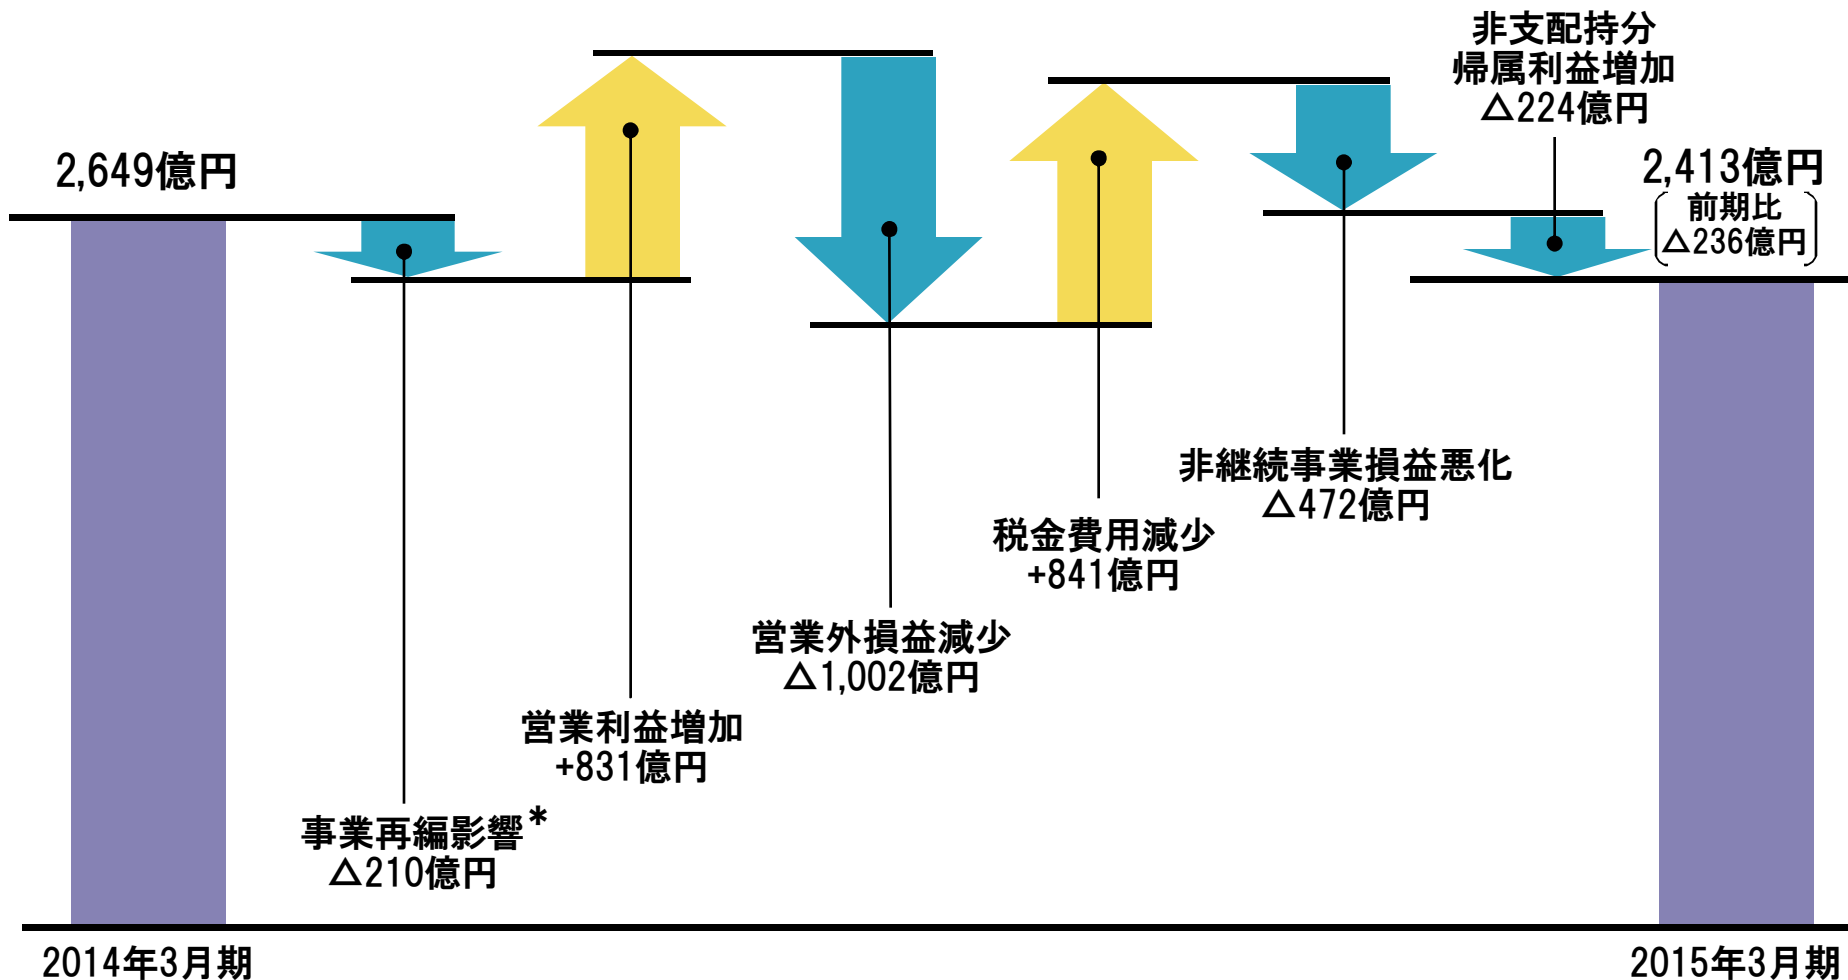 2,649億円
事業再編影響*
△210億円
営業利益増加
+831億円
営業外損益減少
△1,002億円
税金費用減少
+841億円
非継続事業損益悪化
△472億円
非支配持分
帰属利益増加
△224億円
2,413億円
前期比
△236億円
2014年3月期
2015年3月期